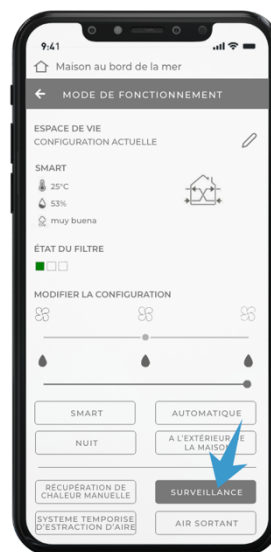 9:41
Maison au bord de la mer
MODE DE FONCTIONNEMENT
ESPACE DE VIE
CONFIGURATION ACTUELLE
SMART
25°C
53%
muy buena
ÉTAT DU FILTRE
MODIFIER LA CONFIGURATION
SMART
AUTOMATIQUE
NUIT
A L'EXTÉRIEUR DE
LA MAISON
RÉCUPÉRATION DE
CHALEUR MANUELLE
SURVEILLANCE
SYSTEME TEMPORISE
D'ESTRACTION D'AIRE
AIR SORTANT